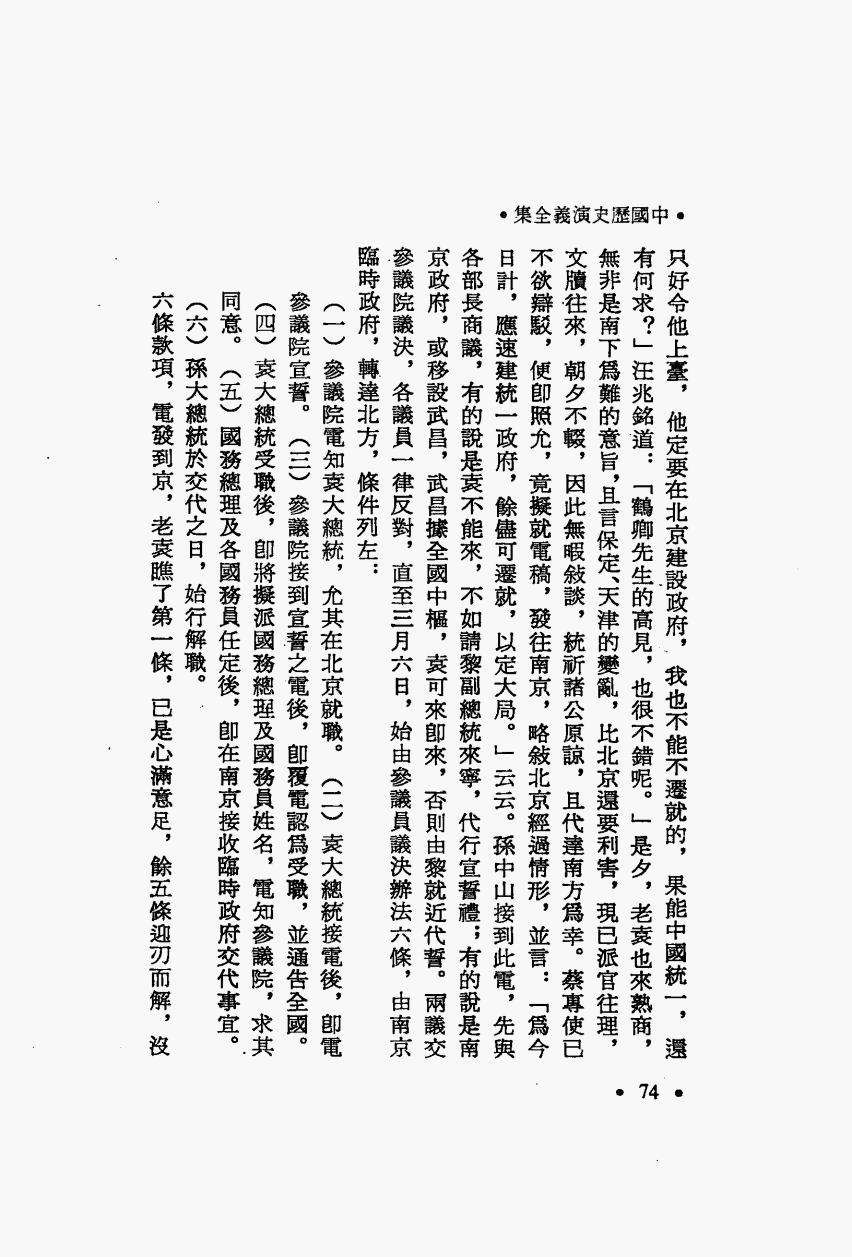 •中國歷史演義全集•
只好令他上臺，他定要在北京建設政府，我也不能不遷就的，果能中國統一，還
有何求？」汪兆銘道：「鶴卿先生的高見，也很不錯呢。」是夕，老袁也來熟商，
無非是南下爲難的意旨，且言保定、天津的變亂，比北京還要利害，現已派官往理，
文牘往來，朝夕不輟，因此無暇敍談，統祈諸公原諒，且代達南方爲幸。蔡專使已
不欲辯駁，便卽照允，竟擬就電稿，發往南京，略敍北京經過情形，並言：「爲今
日計，應速建統一政府，餘儘可遷就，以定大局。」云云。孫中山接到此電，先與
各部長商議，有的說是袁不能來，不如請黎副總統來寧，代行宣誓禮；有的說是南
京政府，或移設武昌，武昌據全國中樞，袁可來卽來，否則由黎就近代誓。兩議交
參議院議決，各議員一律反對，直至三月六日，始由參議員議決辦法六條，由南京
臨時政府，轉達北方，條件列左：
（一）參議院電知袁大總統，允其在北京就職。（二）袁大總統接電後，卽電
參議院宣誓。（三）參議院接到宣誓之電後，卽覆電認爲受職，並通告全國。
（四）袁大總統受職後，卽將擬派國務總理及國務員姓名，電知參議院，求其
同意。（五）國務總理及各國務員任定後，卽在南京接收臨時政府交代事宜。
（六）孫大總統於交代之日，始行解職。
六條款項，電發到京，老袁瞧了第一條，已是心滿意足，餘五條迎刃而解，沒
• 74 •